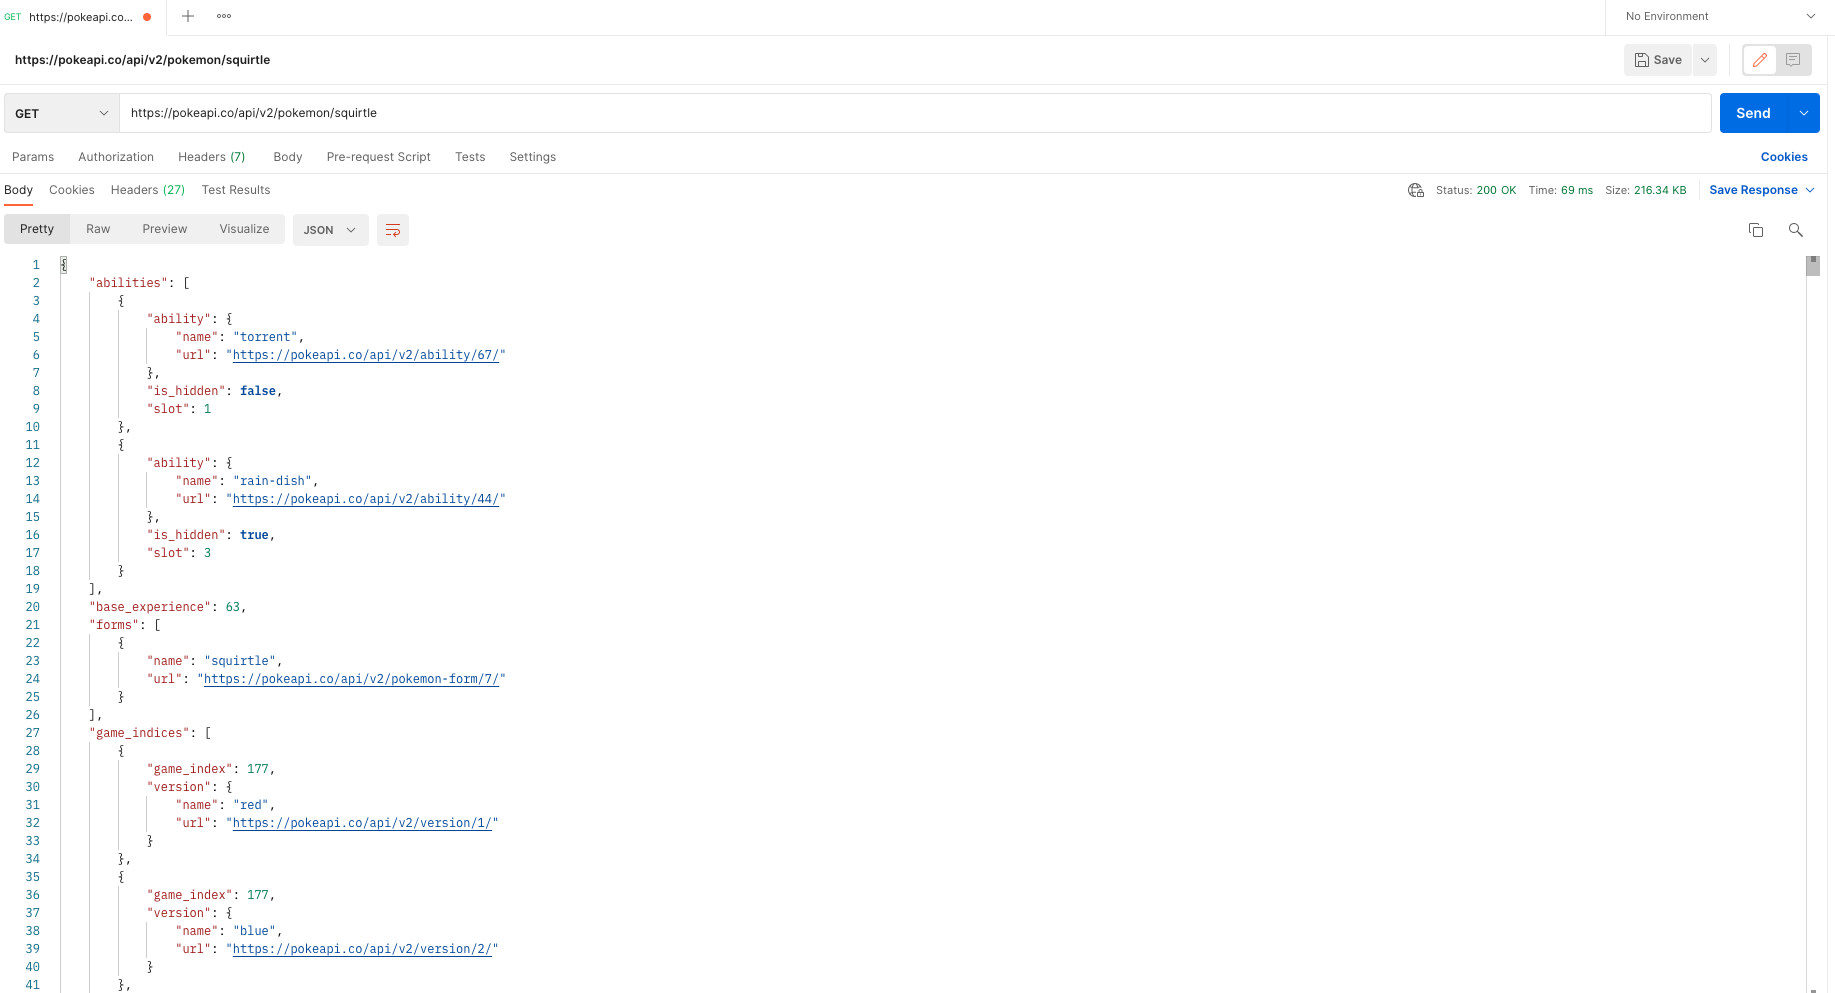 GET https://pokeapi.co...
No Environment
https://pokeapi.co/api/v2/pokemon/squirtle
Save
GET
https://pokeapi.co/api/v2/pokemon/squirtle
Send
Params Authorization Headers (7) Body Pre-request Script Tests Settings
Cookies
Body Cookies Headers (27) Test Results
Status: 200 OK Time: 69 ms Size: 216.34 KB
Save Response
Pretty Raw Preview Visualize JSON
1 {
2 "abilities": [
3 {
4 "ability": {
5 "name": "torrent",
6 "url": "https://pokeapi.co/api/v2/ability/67/"
7 },
8 "is_hidden": false,
9 "slot": 1
10 },
11 {
12 "ability": {
13 "name": "rain-dish",
14 "url": "https://pokeapi.co/api/v2/ability/44/"
15 },
16 "is_hidden": true,
17 "slot": 3
18 }
19 ],
20 "base_experience": 63,
21 "forms": [
22 {
23 "name": "squirtle",
24 "url": "https://pokeapi.co/api/v2/pokemon-form/7/"
25 }
26 ],
27 "game_indices": [
28 {
29 "game_index": 177,
30 "version": {
31 "name": "red",
32 "url": "https://pokeapi.co/api/v2/version/1/"
33 }
34 },
35 {
36 "game_index": 177,
37 "version": {
38 "name": "blue",
39 "url": "https://pokeapi.co/api/v2/version/2/"
40 }
41 },